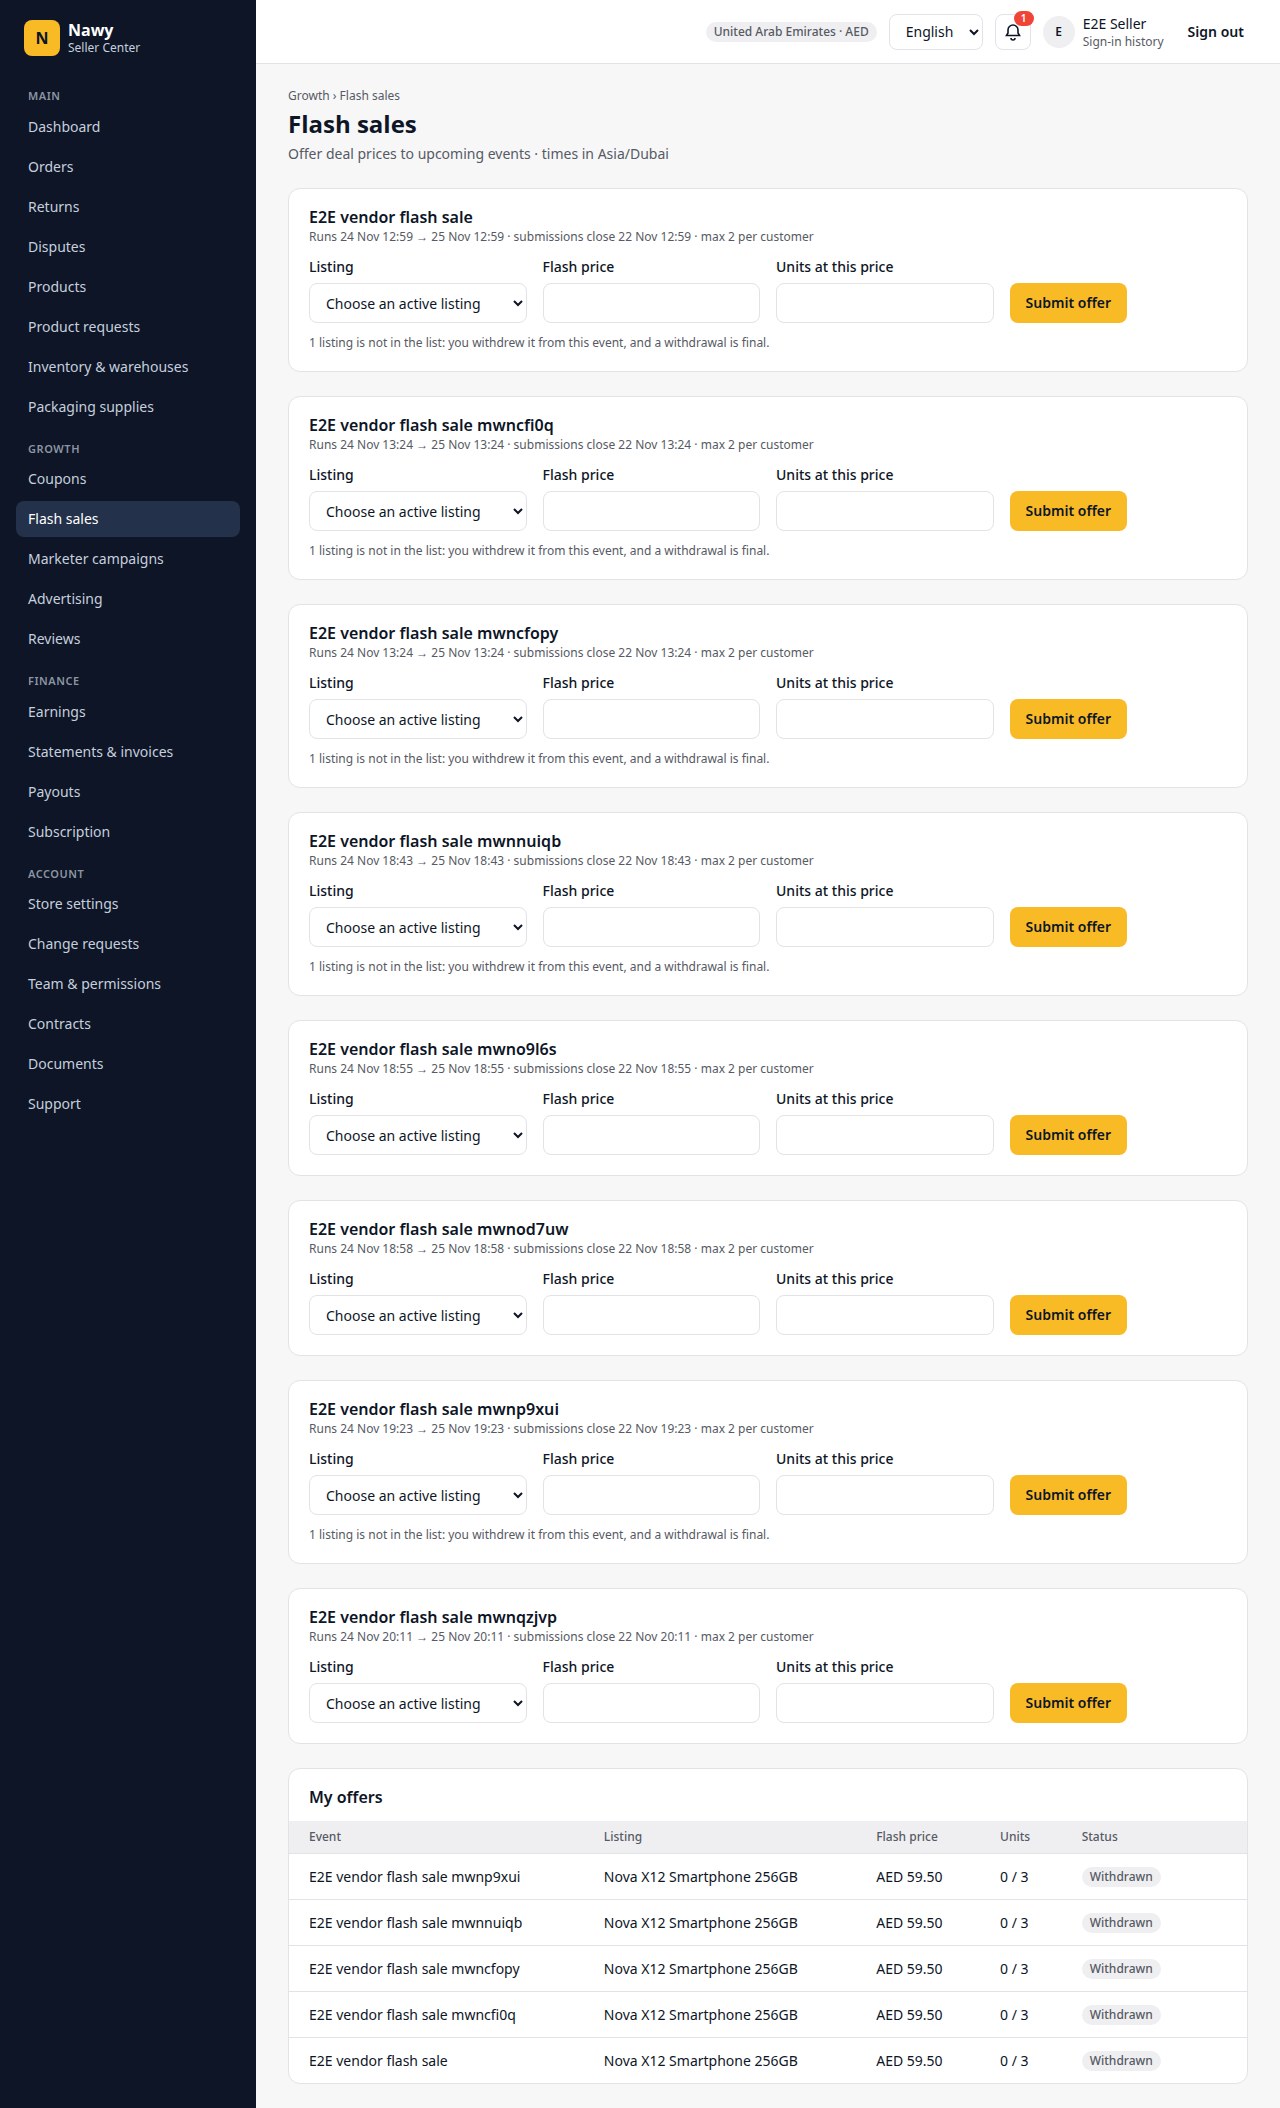 N
Nawy
Seller Center
MAIN
Dashboard
Orders
Returns
Disputes
Products
Product requests
Inventory & warehouses
Packaging supplies
GROWTH
Coupons
Flash sales
Marketer campaigns
Advertising
Reviews
FINANCE
Earnings
Statements & invoices
Payouts
Subscription
ACCOUNT
Store settings
Change requests
Team & permissions
Contracts
Documents
Support
United Arab Emirates · AED
English
1
E
E2E Seller
Sign-in history
Sign out
Growth › Flash sales
Flash sales
Offer deal prices to upcoming events · times in Asia/Dubai
E2E vendor flash sale
Runs 24 Nov 12:59 → 25 Nov 12:59 · submissions close 22 Nov 12:59 · max 2 per customer
Listing Flash price Units at this price
Choose an active listing Submit offer
1 listing is not in the list: you withdrew it from this event, and a withdrawal is final.
E2E vendor flash sale mwncfi0q
Runs 24 Nov 13:24 → 25 Nov 13:24 · submissions close 22 Nov 13:24 · max 2 per customer
Listing Flash price Units at this price
Choose an active listing Submit offer
1 listing is not in the list: you withdrew it from this event, and a withdrawal is final.
E2E vendor flash sale mwncfopy
Runs 24 Nov 13:24 → 25 Nov 13:24 · submissions close 22 Nov 13:24 · max 2 per customer
Listing Flash price Units at this price
Choose an active listing Submit offer
1 listing is not in the list: you withdrew it from this event, and a withdrawal is final.
E2E vendor flash sale mwnnuiqb
Runs 24 Nov 18:43 → 25 Nov 18:43 · submissions close 22 Nov 18:43 · max 2 per customer
Listing Flash price Units at this price
Choose an active listing Submit offer
1 listing is not in the list: you withdrew it from this event, and a withdrawal is final.
E2E vendor flash sale mwno9l6s
Runs 24 Nov 18:55 → 25 Nov 18:55 · submissions close 22 Nov 18:55 · max 2 per customer
Listing Flash price Units at this price
Choose an active listing Submit offer
E2E vendor flash sale mwnod7uw
Runs 24 Nov 18:58 → 25 Nov 18:58 · submissions close 22 Nov 18:58 · max 2 per customer
Listing Flash price Units at this price
Choose an active listing Submit offer
E2E vendor flash sale mwnp9xui
Runs 24 Nov 19:23 → 25 Nov 19:23 · submissions close 22 Nov 19:23 · max 2 per customer
Listing Flash price Units at this price
Choose an active listing Submit offer
1 listing is not in the list: you withdrew it from this event, and a withdrawal is final.
E2E vendor flash sale mwnqzjvp
Runs 24 Nov 20:11 → 25 Nov 20:11 · submissions close 22 Nov 20:11 · max 2 per customer
Listing Flash price Units at this price
Choose an active listing Submit offer
My offers
Event Listing Flash price Units Status
E2E vendor flash sale mwnp9xui Nova X12 Smartphone 256GB AED 59.50 0 / 3 Withdrawn
E2E vendor flash sale mwnnuiqb Nova X12 Smartphone 256GB AED 59.50 0 / 3 Withdrawn
E2E vendor flash sale mwncfopy Nova X12 Smartphone 256GB AED 59.50 0 / 3 Withdrawn
E2E vendor flash sale mwncfi0q Nova X12 Smartphone 256GB AED 59.50 0 / 3 Withdrawn
E2E vendor flash sale Nova X12 Smartphone 256GB AED 59.50 0 / 3 Withdrawn